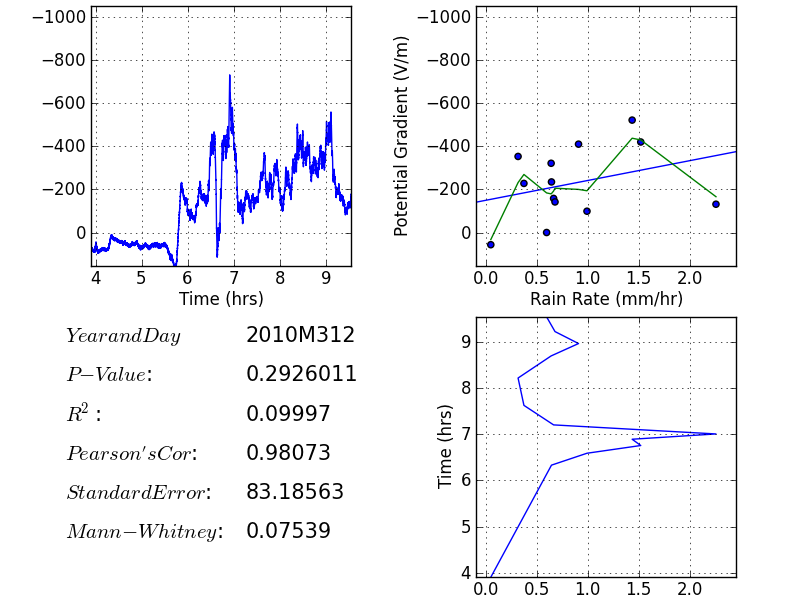 −1000
−800
−600
−400
−200
0
4 5 6 7 8 9
Time (hrs)
Potential Gradient (V/m)
−1000
−800
−600
−400
−200
0
0.0 0.5 1.0 1.5 2.0
Rain Rate (mm/hr)
YearandDay 2010M312
P−Value: 0.2926011
R²: 0.09997
Pearson'sCor: 0.98073
StandardError: 83.18563
Mann−Whitney: 0.07539
Time (hrs)
9
8
7
6
5
4
0.0 0.5 1.0 1.5 2.0